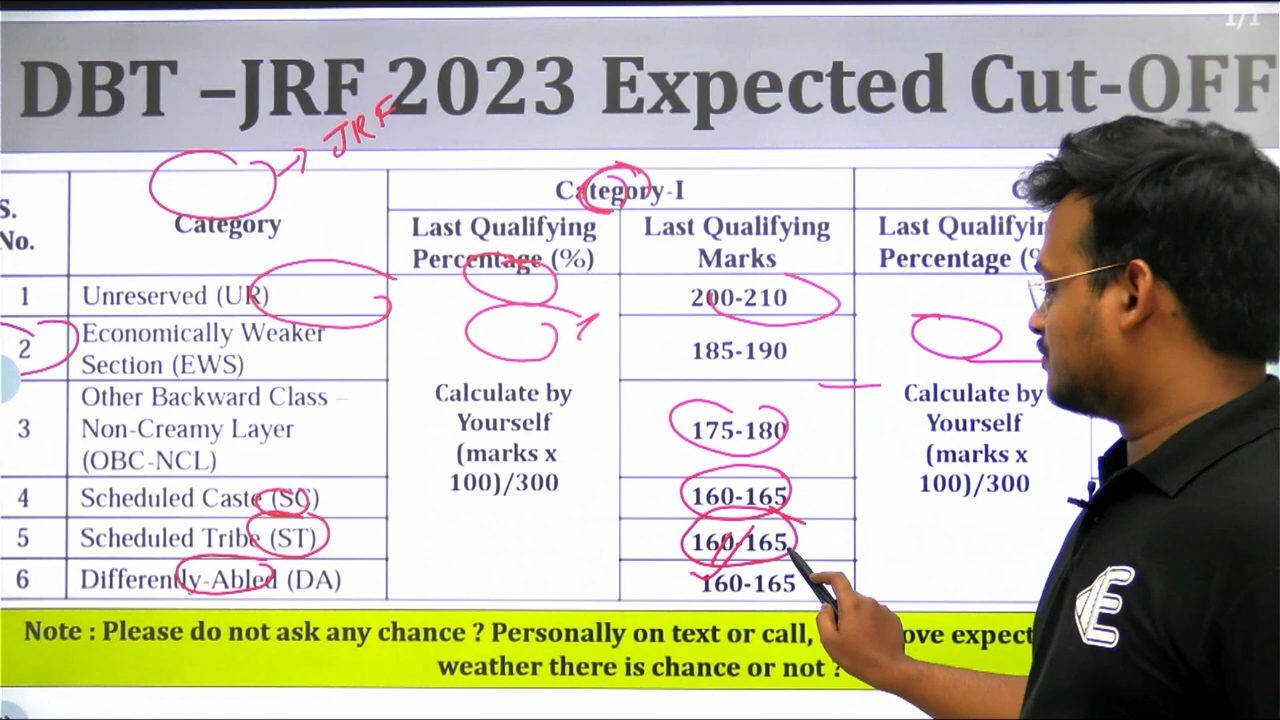 1/1
DBT –JRF 2023 Expected Cut-OFF
JRF
S. No.
Category
Category-I
Last Qualifying Percentage (%)
Last Qualifying Marks
Last Qualifyin
Percentage (%
1
Unreserved (UR)
200-210
2
Economically Weaker
Section (EWS)
185-190
3
Other Backward Class –
Non-Creamy Layer
(OBC-NCL)
175-180
Calculate by
Yourself
(marks x
100)/300
Calculate by
Yourself
(marks x
100)/300
4
Scheduled Caste (SC)
160-165
5
Scheduled Tribe (ST)
160-165
6
Differently-Abled (DA)
160-165
Note : Please do not ask any chance ? Personally on text or call, ove expect
weather there is chance or not ?
E